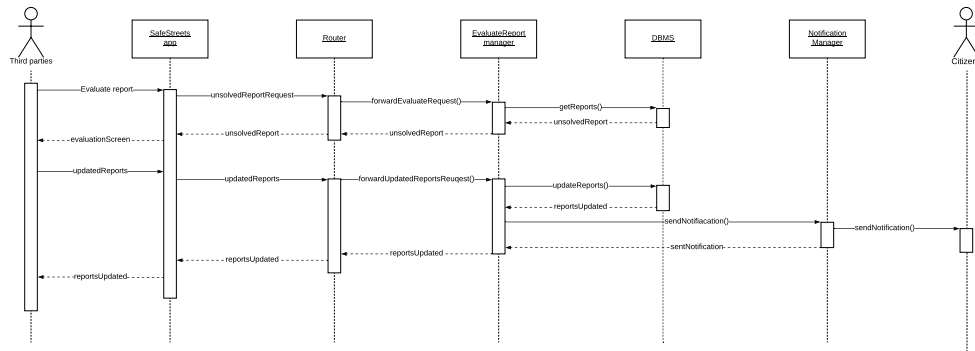 SafeStreets
app
Router
EvaluateReport
manager
DBMS
Notification
Manager
Third parties
Citizen
Evaluate report
unsolvedReportRequest
forwardEvaluateRequest()
getReports()
unsolvedReport
unsolvedReport
unsolvedReport
evaluationScreen
updatedReports
updatedReports
forwardUpdatedReportsReuqest()
updateReports()
reportsUpdated
sendNotifiacation()
sendNotification()
sentNotification
reportsUpdated
reportsUpdated
reportsUpdated